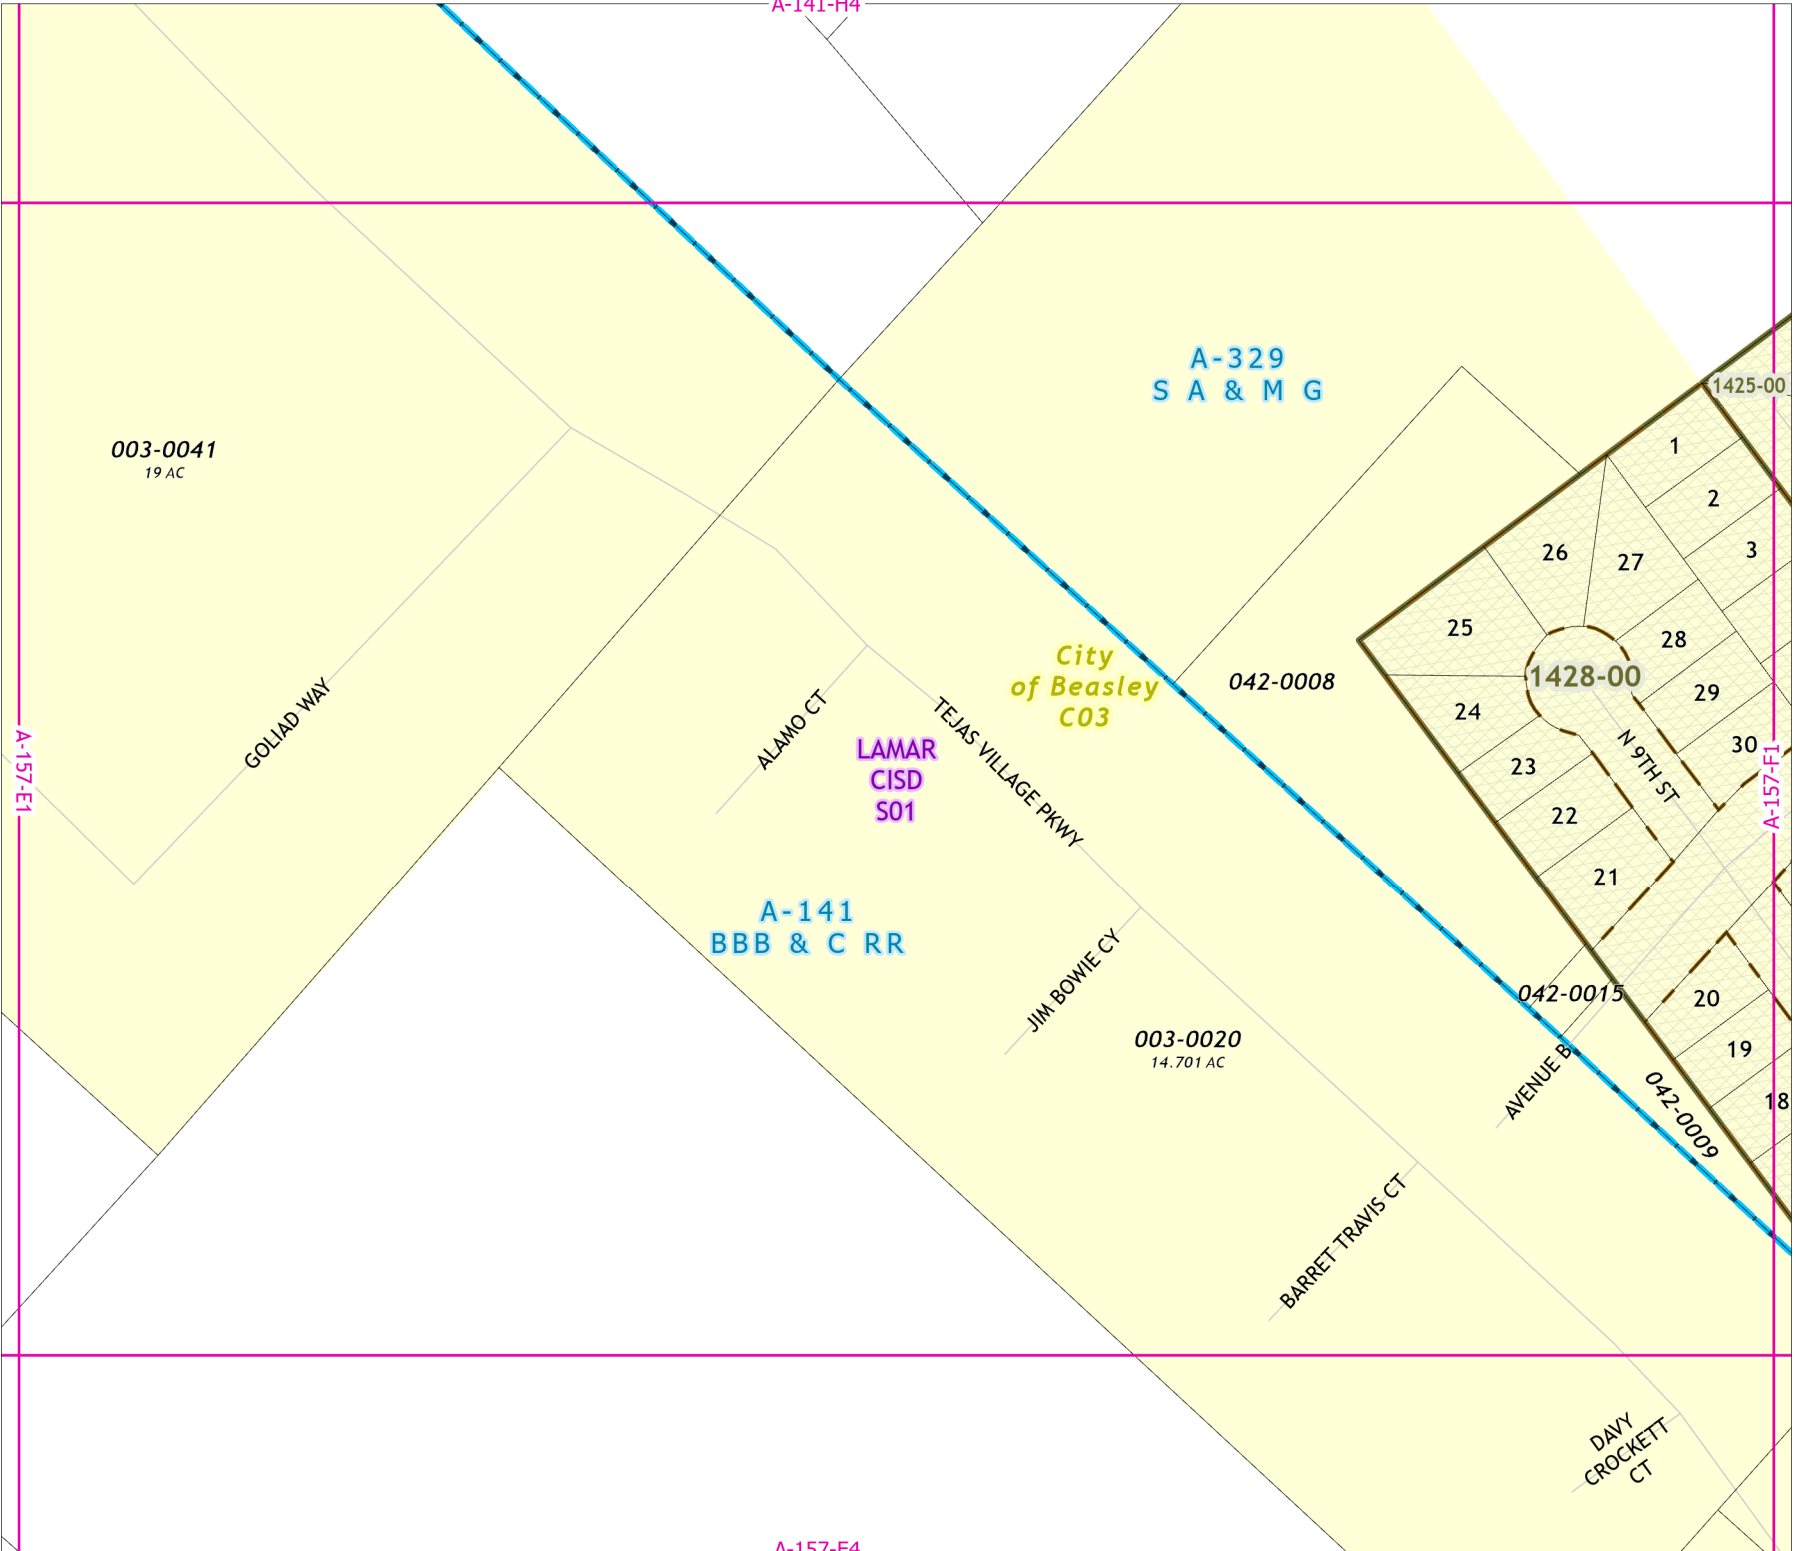 A-141-H4
A-329
S A & M G
1425-00
003-0041
19 AC
1
2
3
26
27
25
28
1428-00
29
24
30
23
22
21
N 9TH ST
City
of Beasley
C03
042-0008
LAMAR
CISD
S01
GOLIAD WAY
ALAMO CT
TEJAS VILLAGE PKWY
A-157-E1
A-157-F1
A-141
BBB & C RR
JIM BOWIE CY
003-0020
14.701 AC
042-0015
20
19
18
AVENUE B
042-0009
BARRET TRAVIS CT
DAVY
CROCKETT
CT